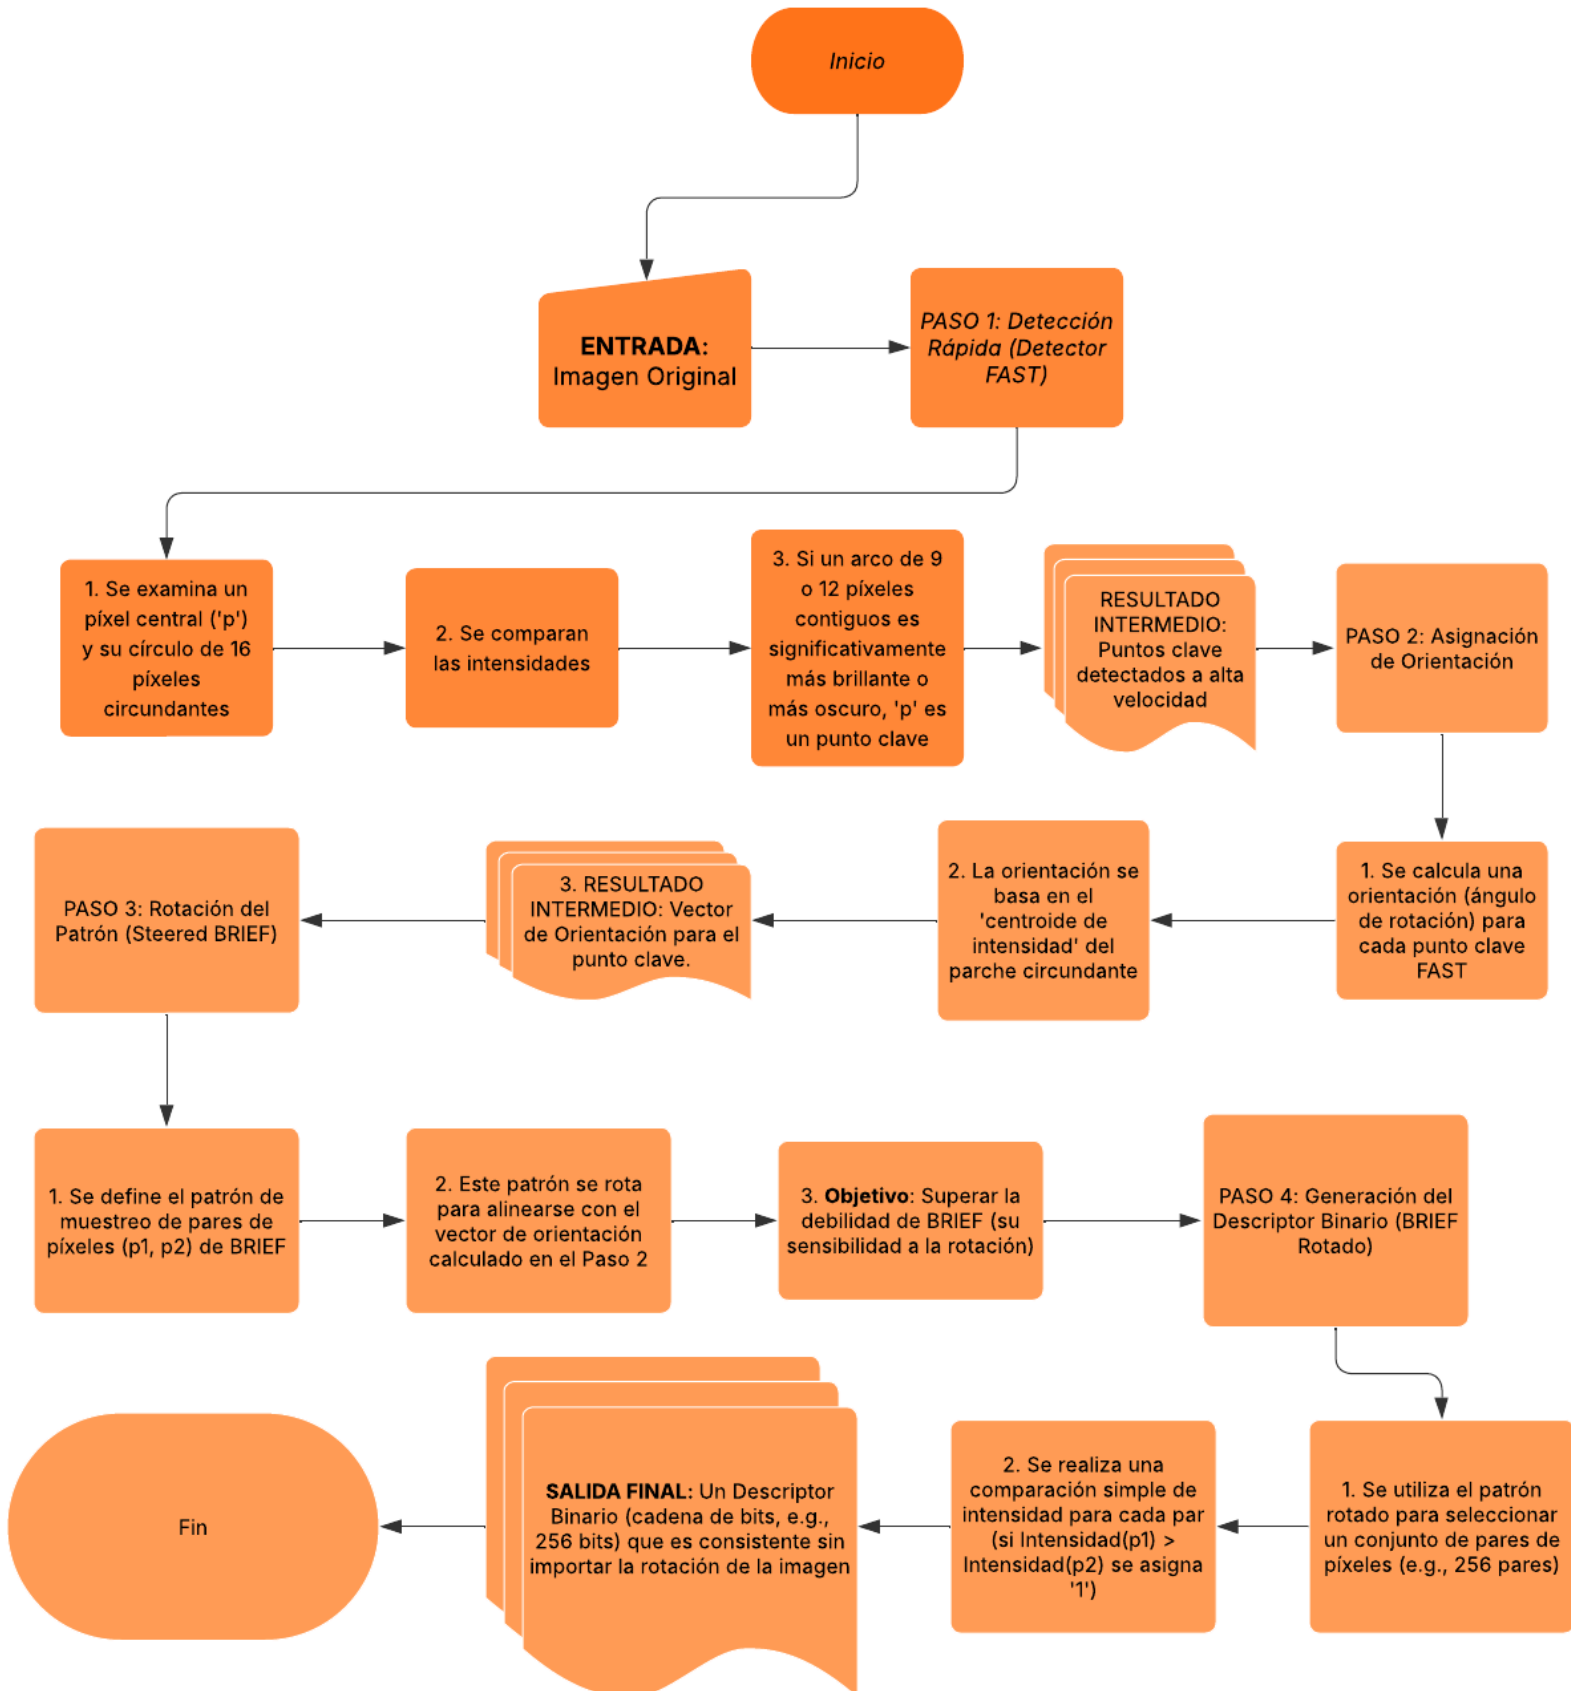 Inicio
ENTRADA:
Imagen Original
PASO 1: Detección
Rápida (Detector
FAST)
1. Se examina un
píxel central ('p')
y su círculo de 16
píxeles
circundantes
2. Se comparan
las intensidades
3. Si un arco de 9
o 12 píxeles
contiguos es
significativamente
más brillante o
más oscuro, 'p' es
un punto clave
RESULTADO
INTERMEDIO:
Puntos clave
detectados a alta
velocidad
PASO 2: Asignación
de Orientación
1. Se calcula una
orientación (ángulo
de rotación) para
cada punto clave
FAST
2. La orientación se
basa en el
'centroide de
intensidad' del
parche circundante
3. RESULTADO
INTERMEDIO: Vector
de Orientación para el
punto clave.
PASO 3: Rotación del
Patrón (Steered BRIEF)
1. Se define el patrón de
muestreo de pares de
píxeles (p1, p2) de BRIEF
2. Este patrón se rota
para alinearse con el
vector de orientación
calculado en el Paso 2
3. Objetivo: Superar la
debilidad de BRIEF (su
sensibilidad a la rotación)
PASO 4: Generación del
Descriptor Binario (BRIEF
Rotado)
1. Se utiliza el patrón
rotado para seleccionar
un conjunto de pares de
píxeles (e.g., 256 pares)
2. Se realiza una
comparación simple de
intensidad para cada par
(si Intensidad(p1) >
Intensidad(p2) se asigna
'1')
SALIDA FINAL: Un Descriptor
Binario (cadena de bits, e.g.,
256 bits) que es consistente sin
importar la rotación de la imagen
Fin